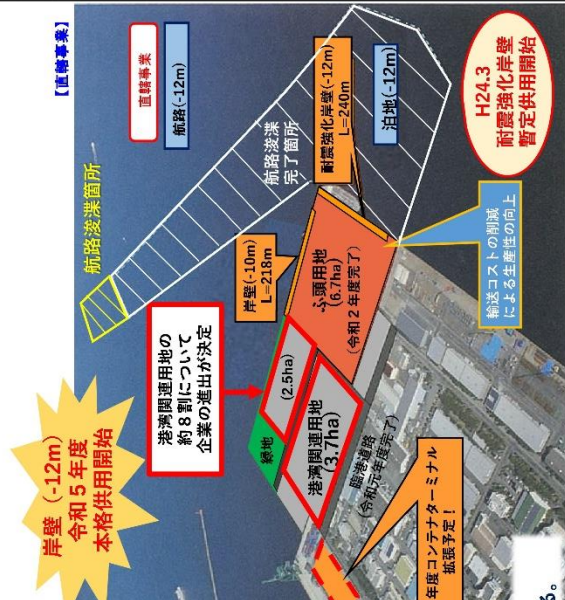 【直轄事業】
直轄事業
航路(-12m)
航路浚渫箇所
航路浚渫
完了箇所
泊地(-12m)
耐震強化岸壁(-12m)
L=240m
H24.3
耐震強化岸壁
暫定供用開始
岸壁(-10m)
L=218m
ふ頭用地
(6.7ha)
(令和2年度完了)
輸送コストの削減
による生産性の向上
港湾関連用地の
約8割について
企業の進出が決定
(2.5ha)
緑地
港湾関連用地
(3.7ha)
臨港道路
(令和元年度完了)
岸壁(-12m)
令和5年度
本格供用開始
年度コンテナターミナル
拡張予定!
る。